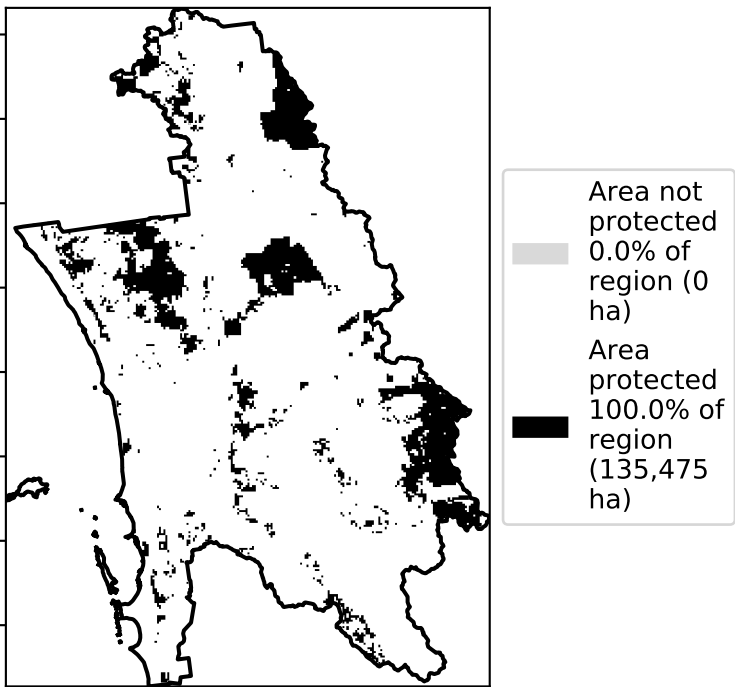 Area not
protected
0.0% of
region (0
ha)
Area
protected
100.0% of
region
(135,475
ha)